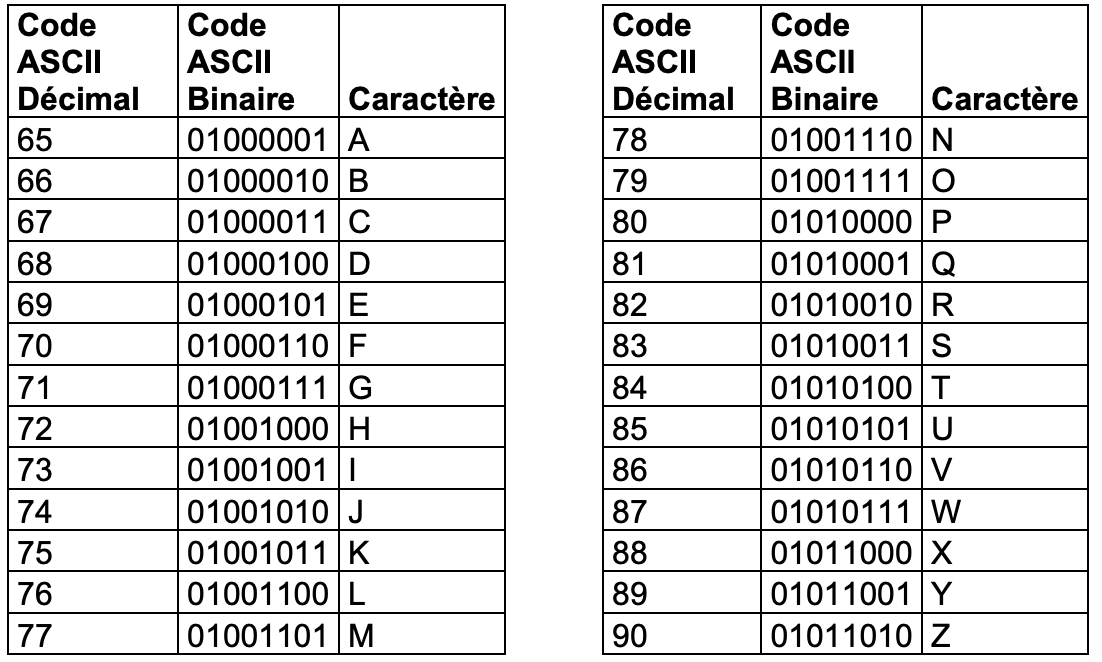 Code ASCII Décimal Code ASCII Binaire Caractère
65 01000001 A
66 01000010 B
67 01000011 C
68 01000100 D
69 01000101 E
70 01000110 F
71 01000111 G
72 01001000 H
73 01001001 I
74 01001010 J
75 01001011 K
76 01001100 L
77 01001101 M
Code ASCII Décimal Code ASCII Binaire Caractère
78 01001110 N
79 01001111 O
80 01010000 P
81 01010001 Q
82 01010010 R
83 01010011 S
84 01010100 T
85 01010101 U
86 01010110 V
87 01010111 W
88 01011000 X
89 01011001 Y
90 01011010 Z